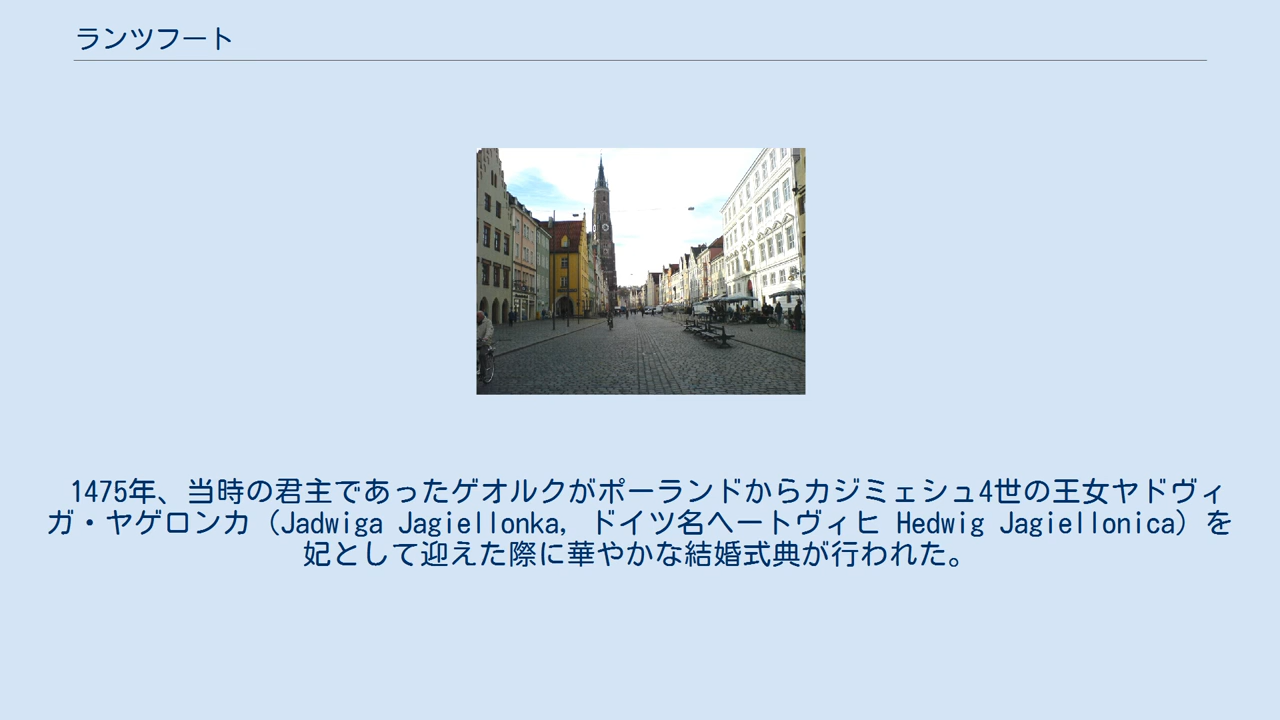 ランツフート
1475年、当時の君主であったゲオルクがポーランドからカジミェシュ4世の王女ヤドヴィ
ガ・ヤゲロンカ（Jadwiga Jagiellonka, ドイツ名ヘートヴィヒ Hedwig Jagiellonica）を
妃として迎えた際に華やかな結婚式典が行われた。